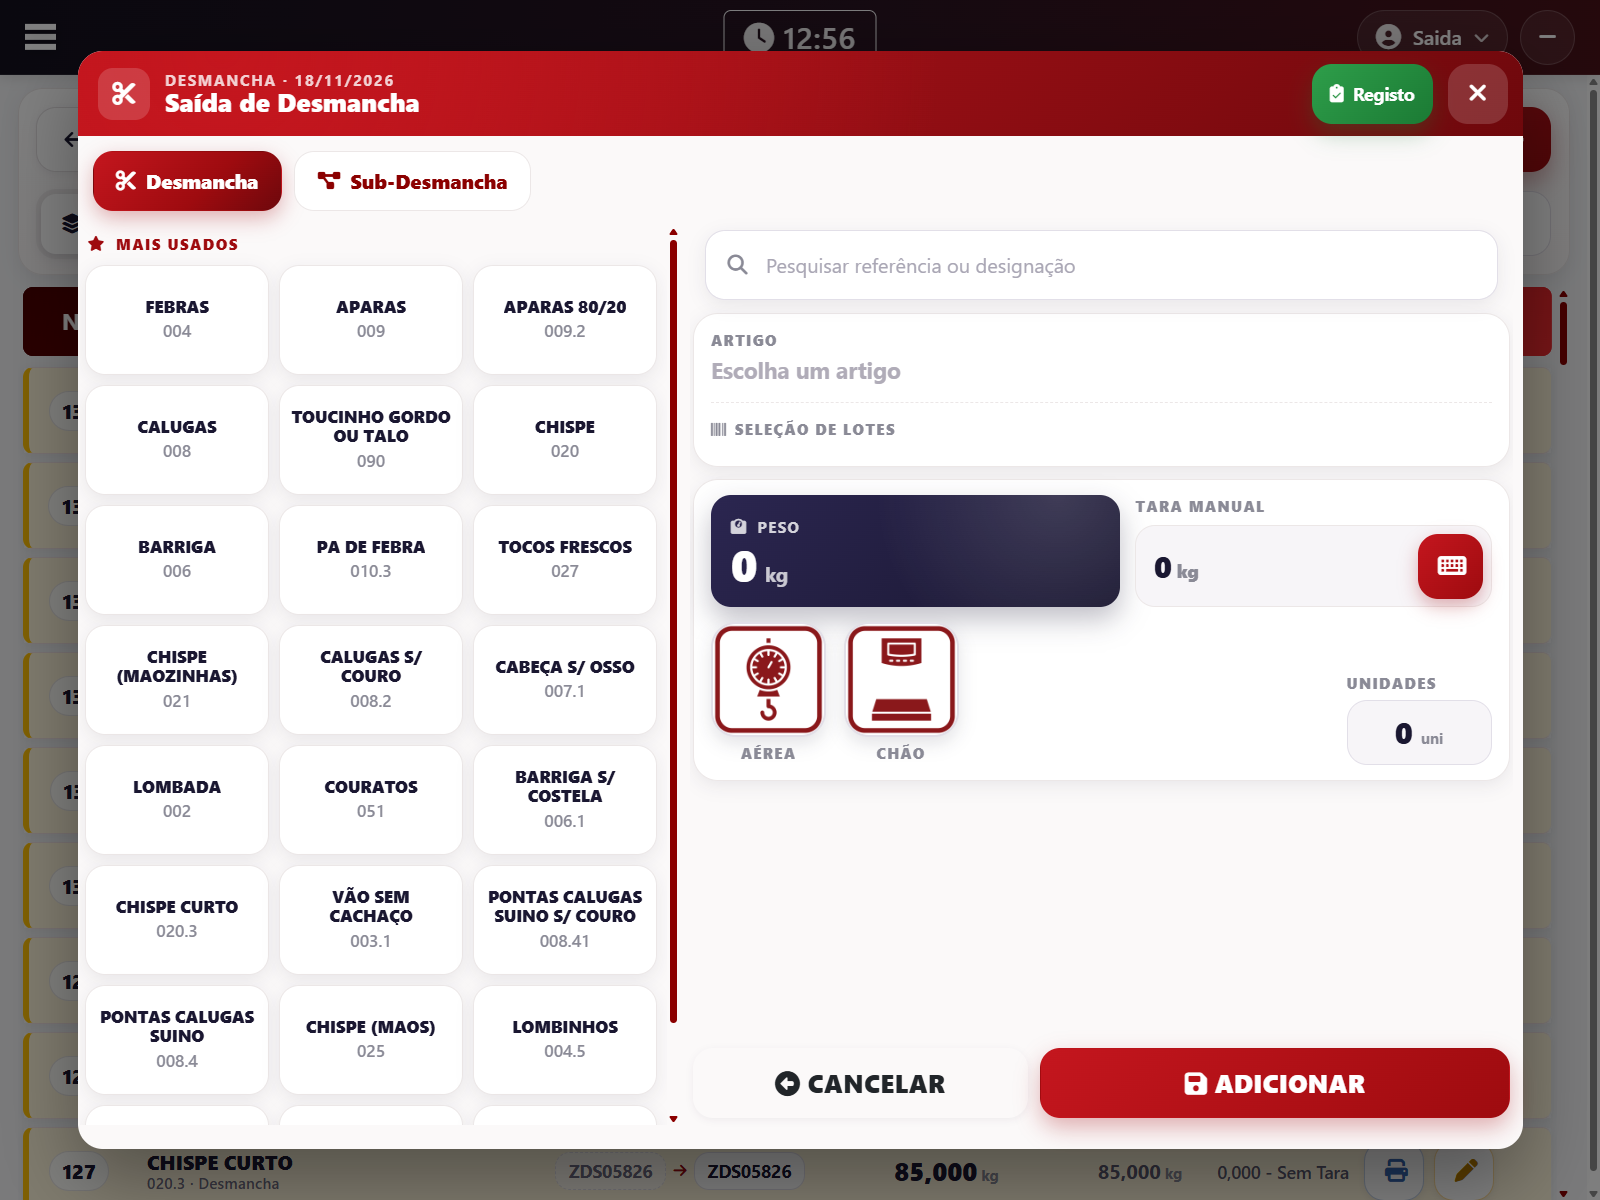 12:56
Saida
DESMANCHA · 18/11/2026
Saída de Desmancha
Registo
Desmancha
Sub-Desmancha
MAIS USADOS
FEBRAS
004
APARAS
009
APARAS 80/20
009.2
CALUGAS
008
TOUCINHO GORDO
OU TALO
090
CHISPE
020
BARRIGA
006
PA DE FEBRA
010.3
TOCOS FRESCOS
027
CHISPE
(MAOZINHAS)
021
CALUGAS S/
COURO
008.2
CABEÇA S/ OSSO
007.1
LOMBADA
002
COURATOS
051
BARRIGA S/
COSTELA
006.1
CHISPE CURTO
020.3
VÃO SEM
CACHAÇO
003.1
PONTAS CALUGAS
SUINO S/ COURO
008.41
PONTAS CALUGAS
SUINO
008.4
CHISPE (MAOS)
025
LOMBINHOS
004.5
Pesquisar referência ou designação
ARTIGO
Escolha um artigo
SELEÇÃO DE LOTES
PESO
0 kg
TARA MANUAL
0 kg
AÉREA
CHÃO
UNIDADES
0 uni
CANCELAR
ADICIONAR
127
CHISPE CURTO
020.3 · Desmancha
ZDS05826
ZDS05826
85,000 kg
85,000 kg
0,000 - Sem Tara